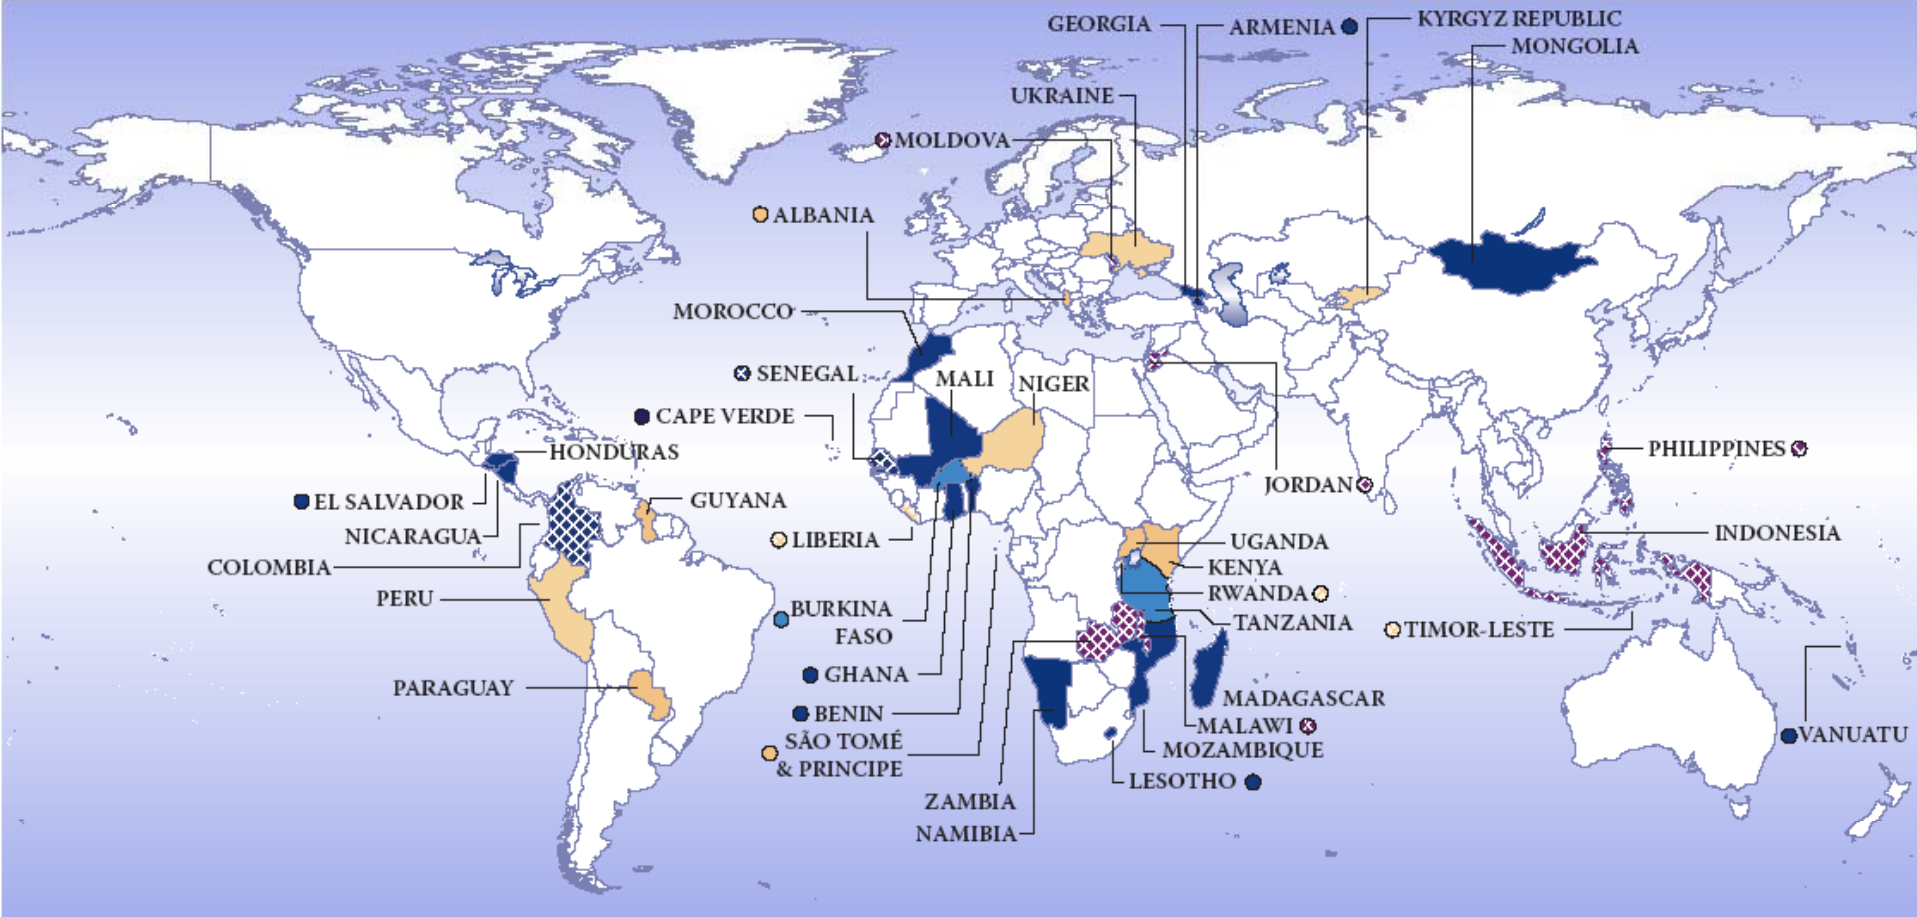 GEORGIA
ARMENIA
KYRGYZ REPUBLIC
MONGOLIA
UKRAINE
MOLDOVA
ALBANIA
MOROCCO
SENEGAL
MALI
NIGER
CAPE VERDE
HONDURAS
PHILIPPINES
EL SALVADOR
GUYANA
JORDAN
NICARAGUA
LIBERIA
INDONESIA
COLOMBIA
UGANDA
KENYA
PERU
RWANDA
BURKINA
FASO
TANZANIA
TIMOR-LESTE
GHANA
PARAGUAY
MADAGASCAR
BENIN
MALAWI
VANUATU
SÃO TOMÉ
& PRINCIPE
MOZAMBIQUE
LESOTHO
ZAMBIA
NAMIBIA